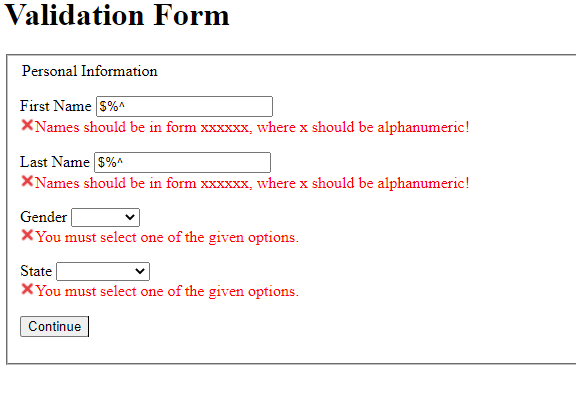 Validation Form
Personal Information
First Name $%^
Names should be in form xxxxxx, where x should be alphanumeric!
Last Name $%^
Names should be in form xxxxxx, where x should be alphanumeric!
Gender
You must select one of the given options.
State
You must select one of the given options.
Continue